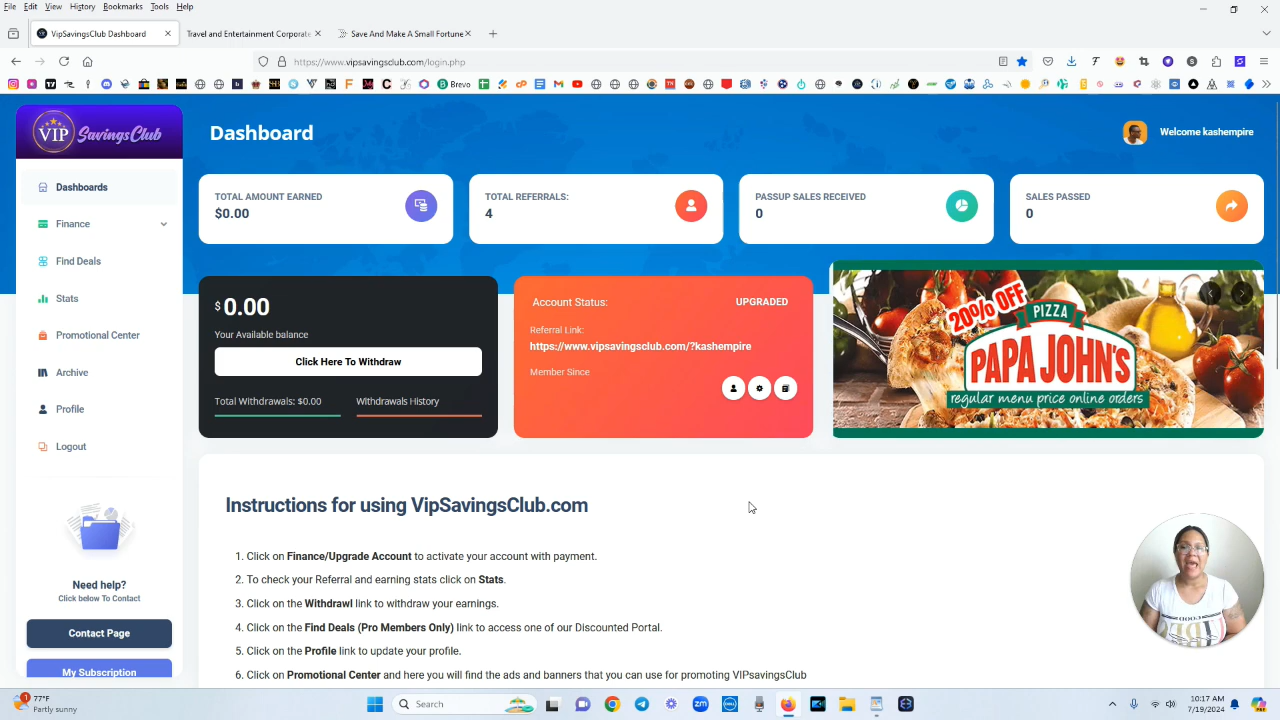 File Edit View History Bookmarks Tools Help
VipSavingsClub Dashboard
Travel and Entertainment Corporate
Save And Make A Small Fortune
https://www.vipsavingsclub.com/login.php
Brevo
VIP SavingsClub
Dashboard
Welcome kashempire
Dashboards
Finance
Find Deals
Stats
Promotional Center
Archive
Profile
Logout
Need help?
Click below To Contact
Contact Page
My Subscription
TOTAL AMOUNT EARNED
$0.00
TOTAL REFERRALS:
4
PASSUP SALES RECEIVED
0
SALES PASSED
0
$ 0.00
Your Available balance
Click Here To Withdraw
Total Withdrawals: $0.00
Withdrawals History
Account Status:
UPGRADED
Referral Link:
https://www.vipsavingsclub.com/?kashempire
Member Since
20% OFF
PIZZA
PAPA JOHN'S
regular menu price online orders
Instructions for using VipSavingsClub.com
1. Click on Finance/Upgrade Account to activate your account with payment.
2. To check your Referral and earning stats click on Stats.
3. Click on the Withdrawl link to withdraw your earnings.
4. Click on the Find Deals (Pro Members Only) link to access one of our Discounted Portal.
5. Click on the Profile link to update your profile.
6. Click on Promotional Center and here you will find the ads and banners that you can use for promoting VIPsavingsClub
77°F
Partly sunny
Search
10:17 AM
7/19/2024